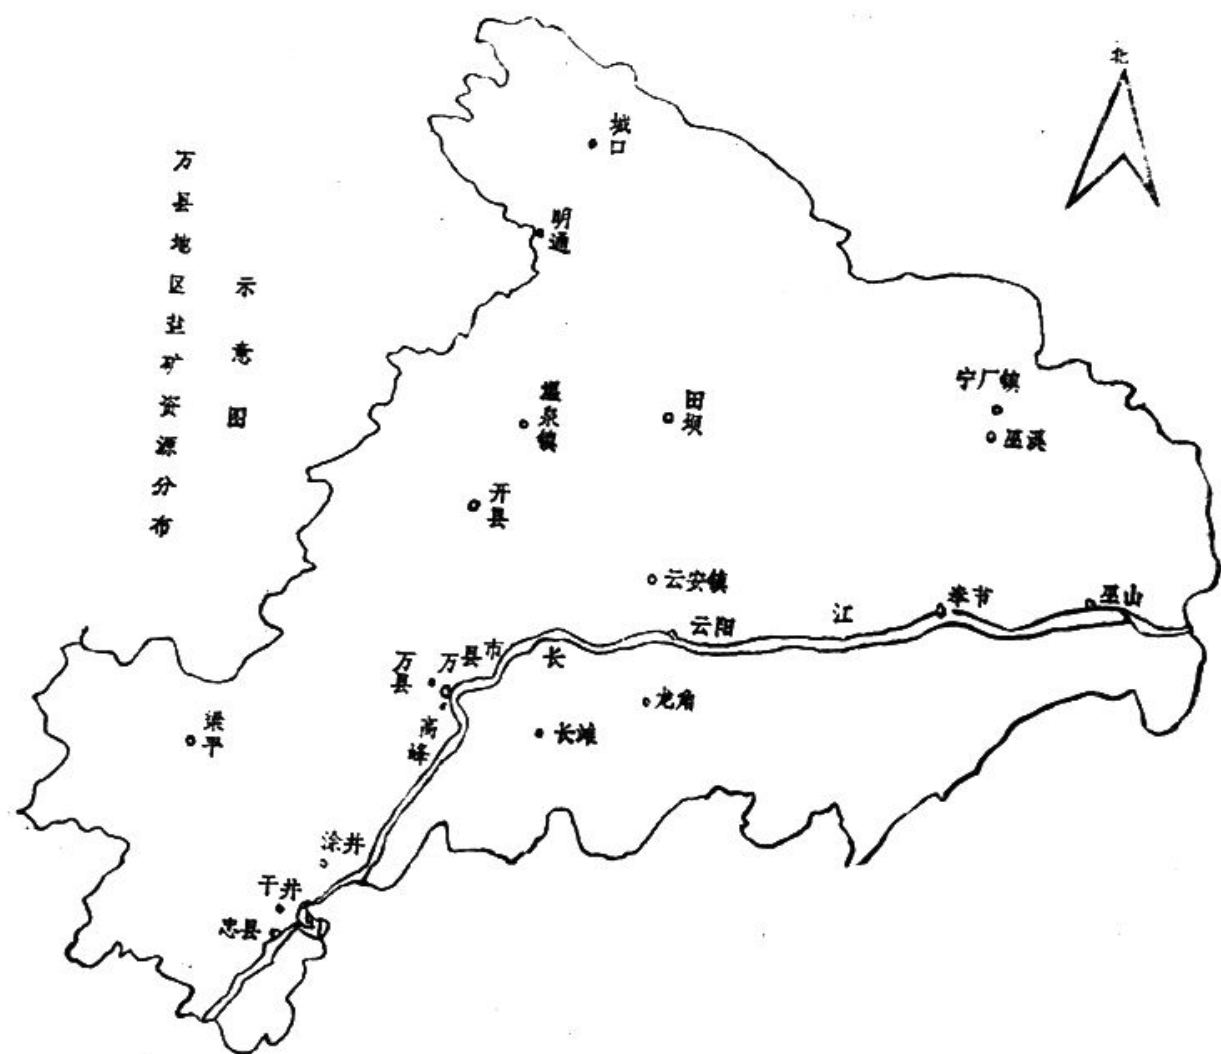 万县地区盐矿资源分布
示意图
北
城口
明通
温泉镇
田坝
宁厂镇
巫溪
开县
云安镇
云阳
江
奉节
巫山
万县
万县市
长
高峰
龙角
长滩
梁平
涂井
干井
忠县